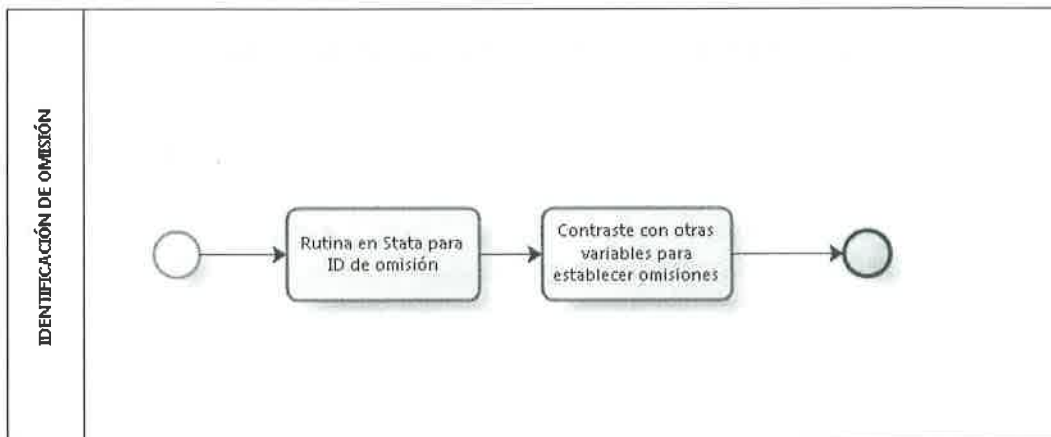 IDENTIFICACIÓN DE OMISIÓN
Rutina en Stata para
ID de omisión
Contraste con otras
variables para
establecer omisiones